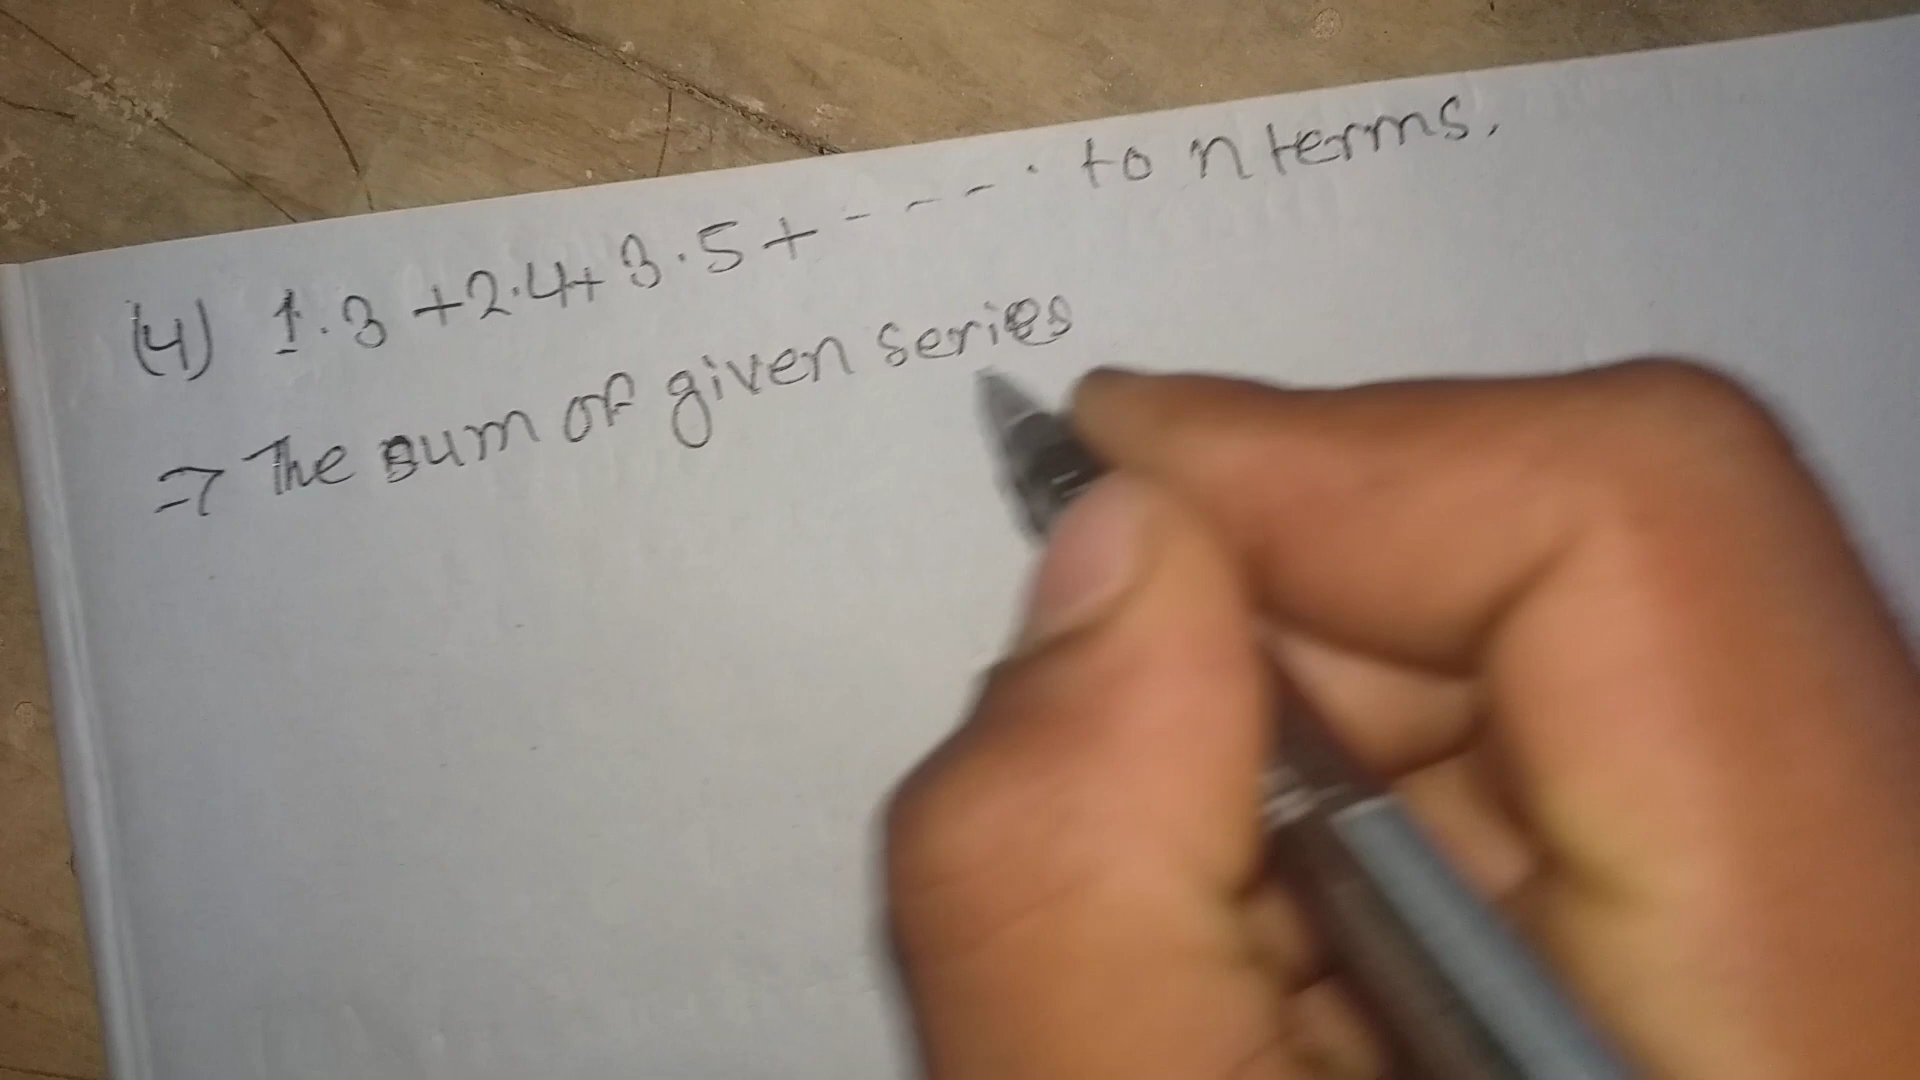 (4) 1.3 +2.4+ 3.5+ - - - - . to n terms.
⇒ The sum of given series